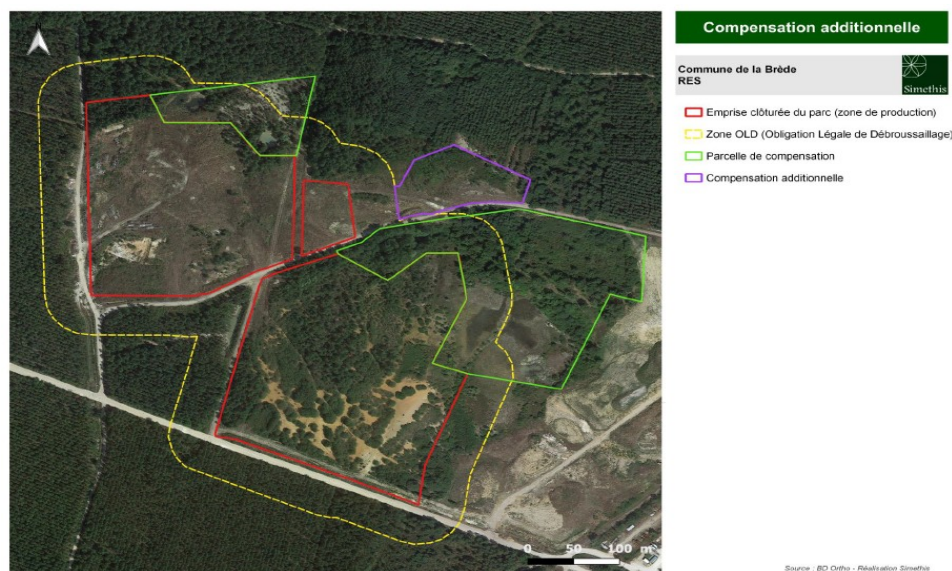 Compensation additionnelle
Commune de la Brède
RES
Simethis
Emprise clôturée du parc (zone de production)
Zone OLD (Obligation Légale de Débroussaillage)
Parcelle de compensation
Compensation additionnelle
0 50 100 m
Source : BD Ortho - Réalisation Simethis